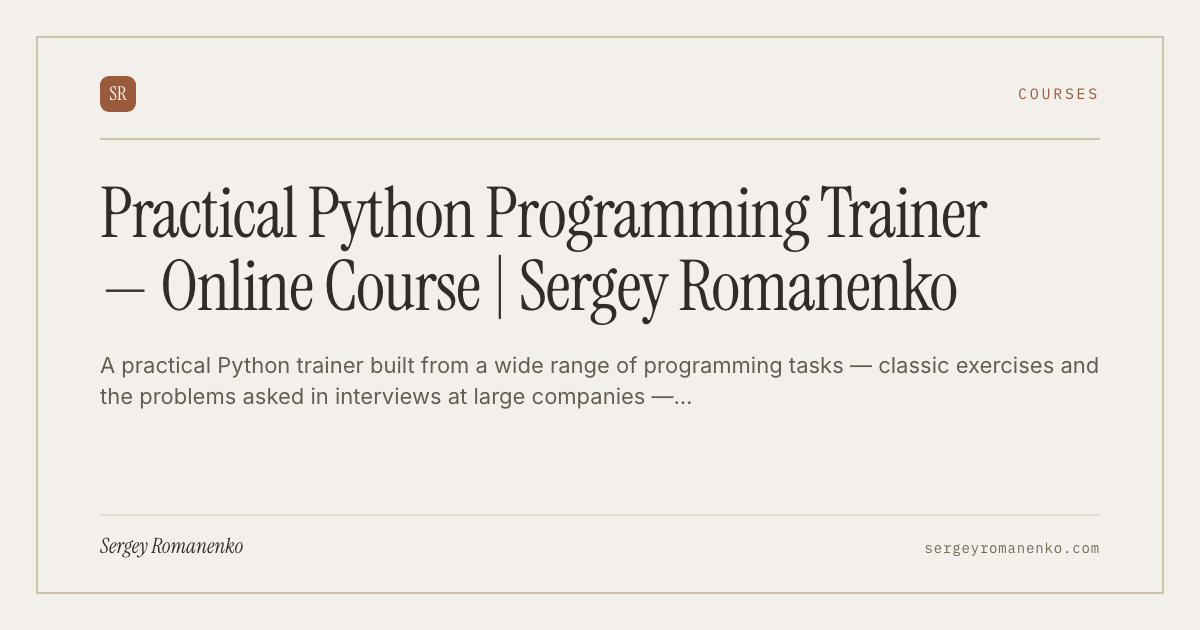 SR
COURSES
Practical Python Programming Trainer
— Online Course | Sergey Romanenko
A practical Python trainer built from a wide range of programming tasks — classic exercises and
the problems asked in interviews at large companies —...
Sergey Romanenko
sergeyromanenko.com